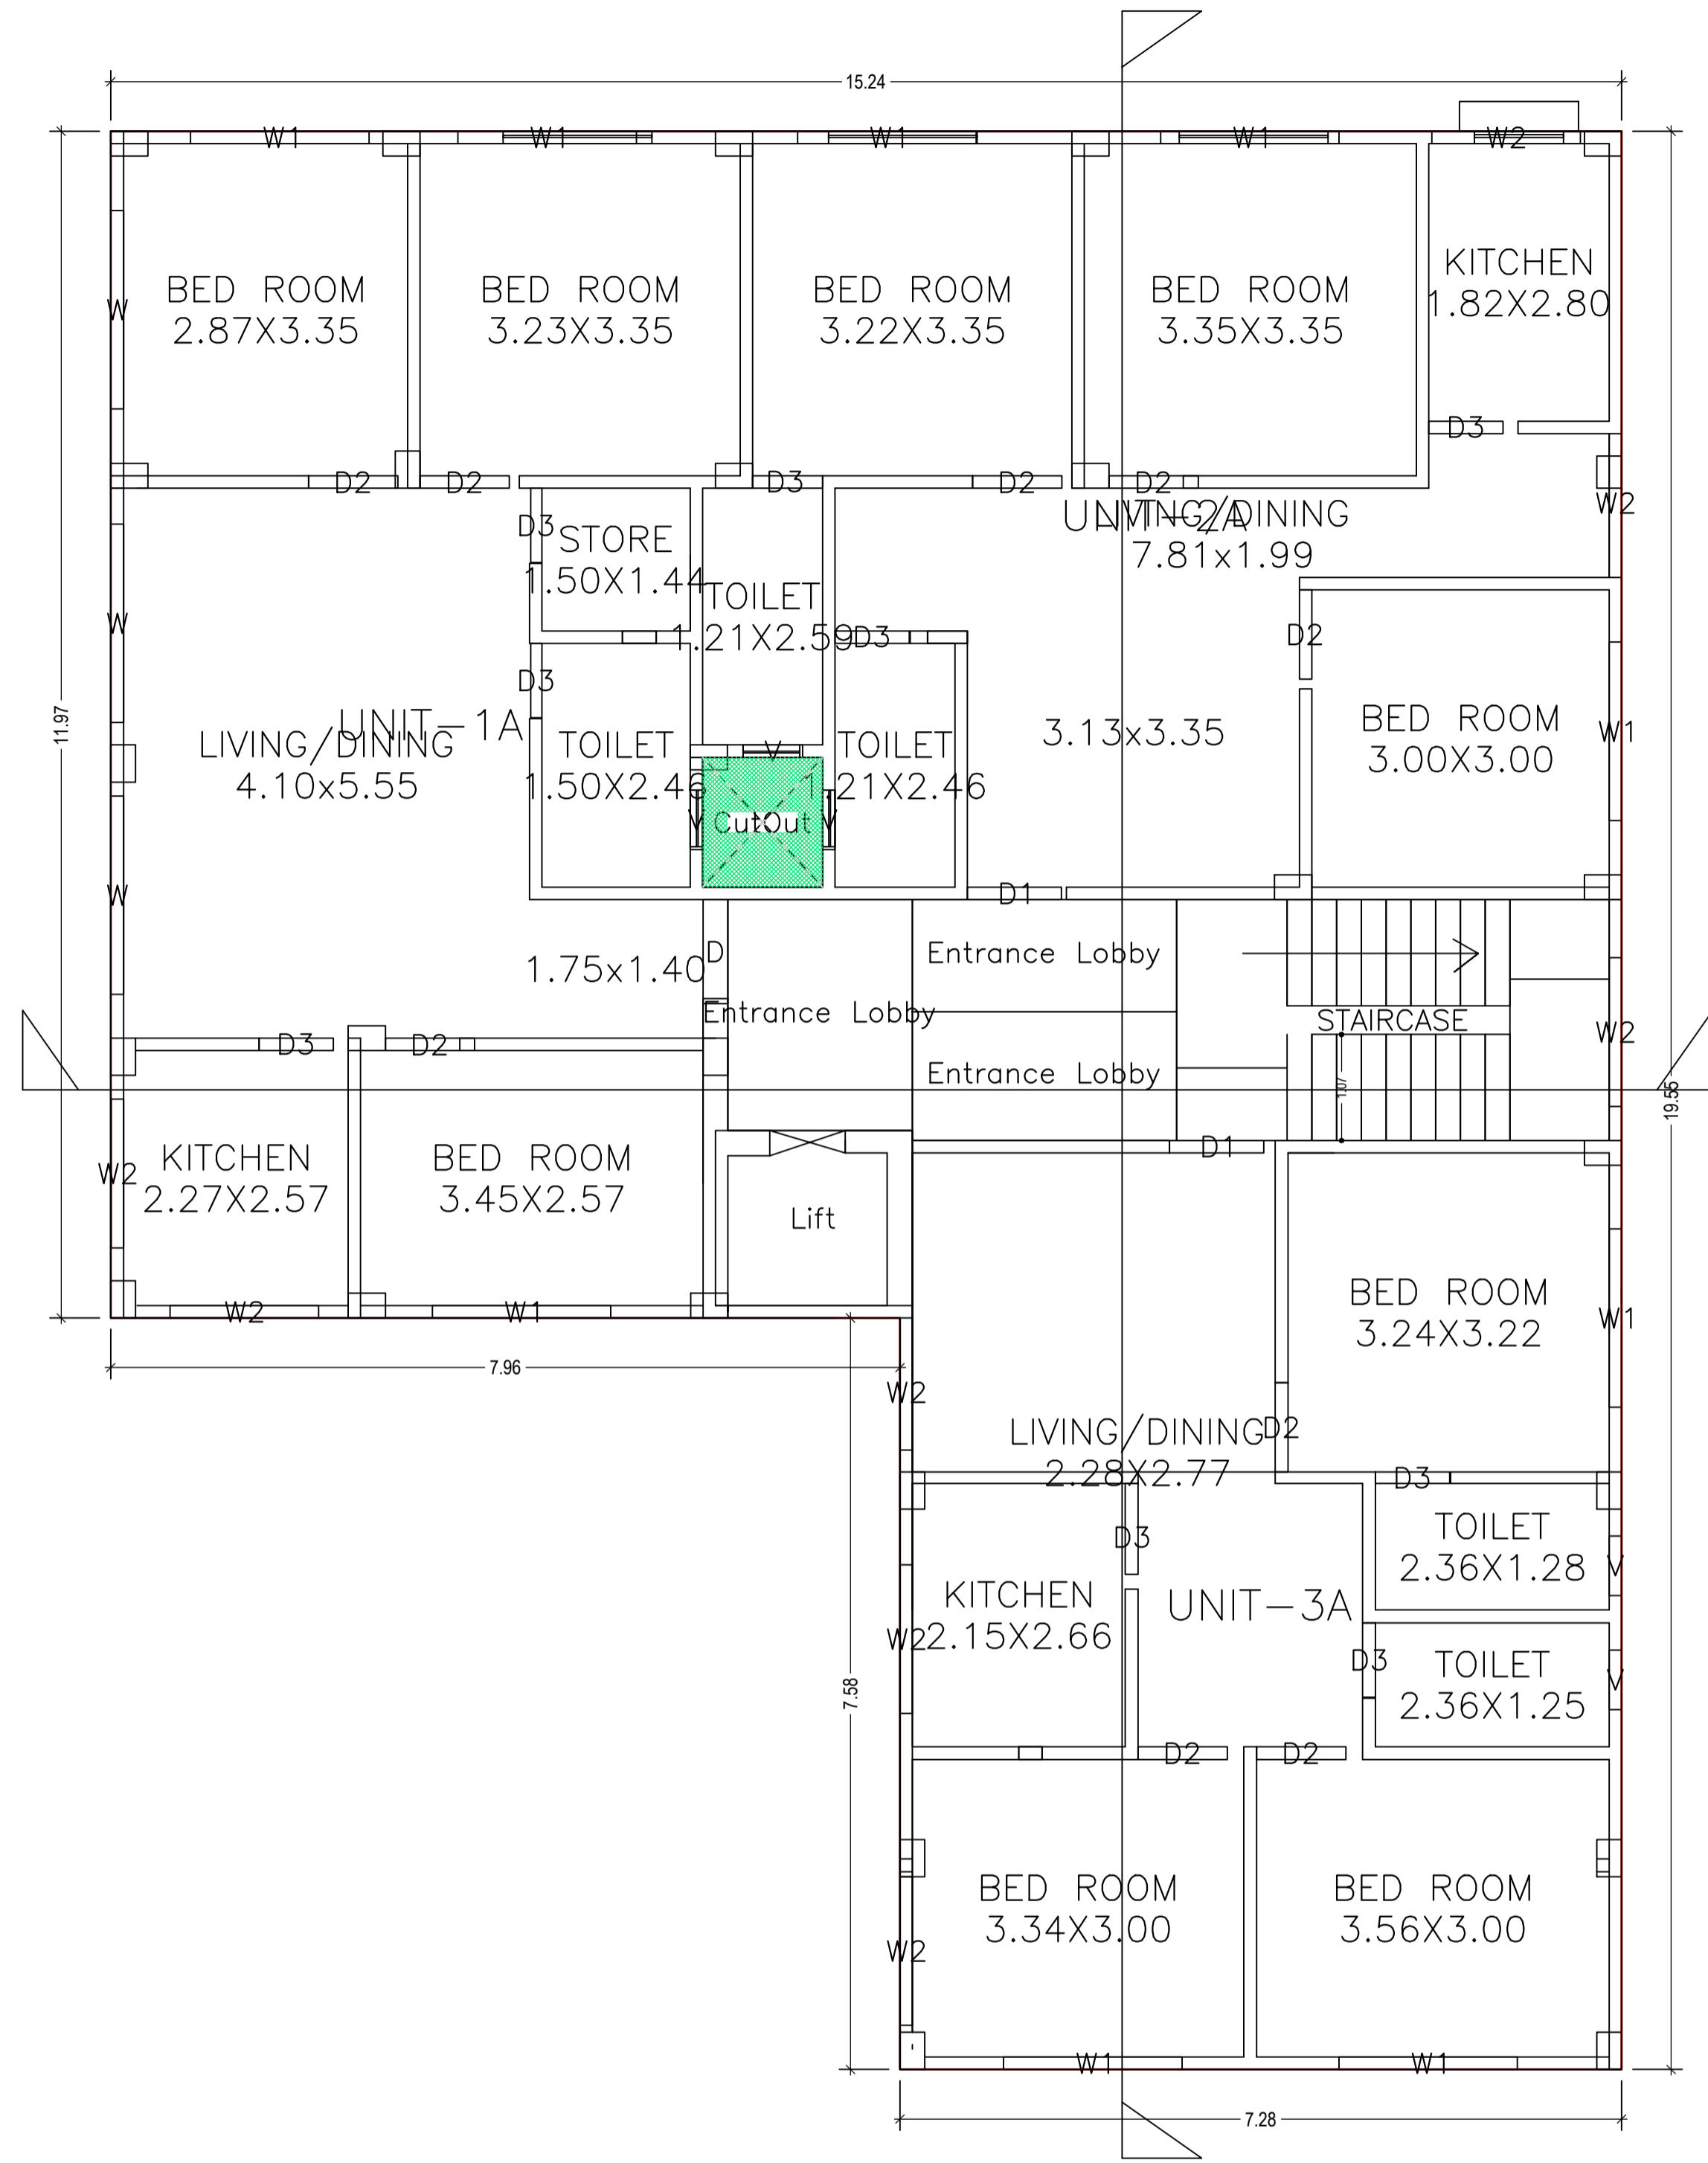 15.24
W1
W1
W1
W1
W2
BED ROOM
2.87X3.35
BED ROOM
3.23X3.35
BED ROOM
3.22X3.35
BED ROOM
3.35X3.35
KITCHEN
1.82X2.80
W
D3
D2
D2
D3
D2
D2
W2
D3
STORE
1.50X1.44
UNIT-2A
LIVING/DINING
7.81x1.99
W
TOILET
1.21X2.59
D3
D2
D3
11.97
UNIT-1A
LIVING/DINING
4.10x5.55
TOILET
1.50X2.46
V
TOILET
1.21X2.46
3.13x3.35
BED ROOM
3.00X3.00
W1
V
CutOut
V
W
D1
D
1.75x1.40
Entrance Lobby
Entrance Lobby
Entrance Lobby
STAIRCASE
W2
D3
D2
1.07
19.55
W2
KITCHEN
2.27X2.57
BED ROOM
3.45X2.57
D1
Lift
W2
W1
BED ROOM
3.24X3.22
W1
7.96
W2
LIVING/DINING
2.28X2.77
D2
D3
D3
TOILET
2.36X1.28
V
KITCHEN
2.15X2.66
W2
UNIT-3A
D3
TOILET
2.36X1.25
V
7.58
D2
D2
BED ROOM
3.34X3.00
BED ROOM
3.56X3.00
W2
W1
W1
7.28